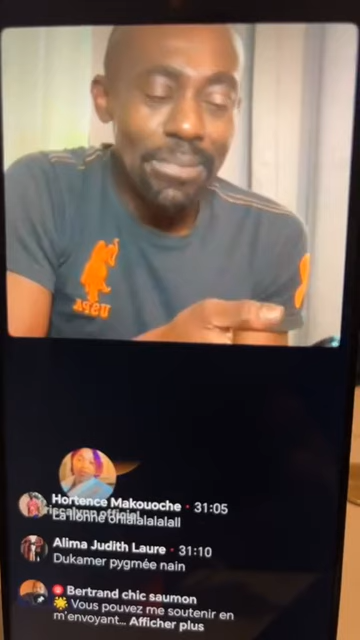 USPA
Hortence Makouoche • 31:05
La lionne ohlalalalalall
Alima Judith Laure • 31:10
Dukamer pygmée nain
Bertrand chic saumon
🌟 Vous pouvez me soutenir en
m'envoyant... Afficher plus